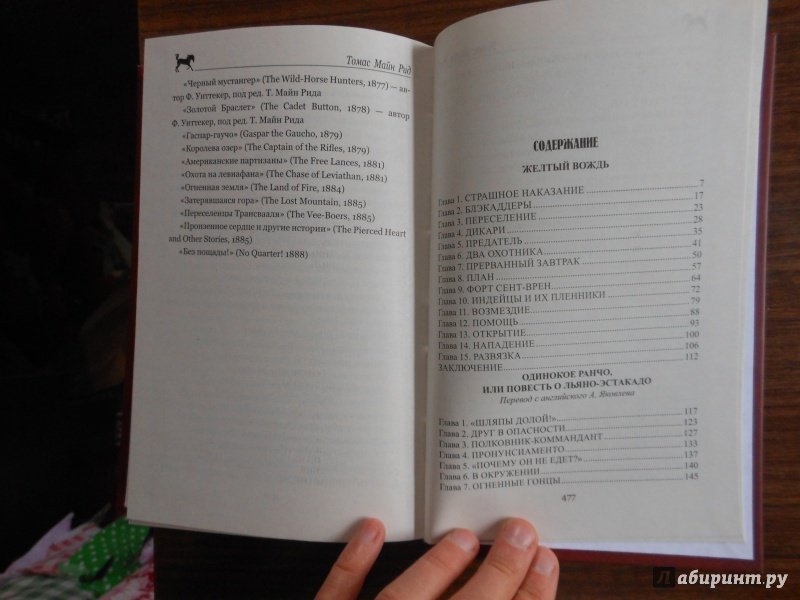 Томас Майн Рид
«Черный мустангер» (The Wild-Horse Hunters, 1877) — ав-
тор Ф. Уиттекер, под ред. Т. Майн Рида
«Золотой Браслет» (The Cadet Button, 1878) — автор
Ф. Уиттекер, под ред. Т. Майн Рида
«Гаспар-гаучо» (Gaspar the Gaucho, 1879)
«Королева озер» (The Captain of the Rifles, 1879)
«Американские партизаны» (The Free Lances, 1881)
«Охота на левиафана» (The Chase of Leviathan, 1881)
«Огненная земля» (The Land of Fire, 1884)
«Затерявшаяся гора» (The Lost Mountain, 1885)
«Переселенцы Трансвааля» (The Vee-Boers, 1885)
«Пронзенное сердце и другие истории» (The Pierced Heart
and Other Stories, 1885)
«Без пощады!» (No Quarter! 1888)
СОДЕРЖАНИЕ
ЖЕЛТЫЙ ВОЖДЬ
Глава 1. СТРАШНОЕ НАКАЗАНИЕ 7
Глава 2. БЛЭКАДДЕРЫ 17
Глава 3. ПЕРЕСЕЛЕНИЕ 23
Глава 4. ДИКАРИ 28
Глава 5. ПРЕДАТЕЛЬ 35
Глава 6. ДВА ОХОТНИКА 41
Глава 7. ПРЕРВАННЫЙ ЗАВТРАК 50
Глава 8. ПЛАН 57
Глава 9. ФОРТ СЕНТ-ВРЕН 64
Глава 10. ИНДЕЙЦЫ И ИХ ПЛЕННИКИ 72
Глава 11. ВОЗМЕЗДИЕ 79
Глава 12. ПОМОЩЬ 88
Глава 13. ОТКРЫТИЕ 93
Глава 14. НАПАДЕНИЕ 100
Глава 15. РАЗВЯЗКА 106
ЗАКЛЮЧЕНИЕ 112
ОДИНОКОЕ РАНЧО,
ИЛИ ПОВЕСТЬ О ЛЬЯНО-ЭСТАКАДО
Перевод с английского А. Яковлева
Глава 1. «ШЛЯПЫ ДОЛОЙ!» 117
Глава 2. ДРУГ В ОПАСНОСТИ 123
Глава 3. ПОЛКОВНИК-КОММАНДАНТ 127
Глава 4. ПРОНУНСИАМЕНТО 133
Глава 5. «ПОЧЕМУ ОН НЕ ЕДЕТ?» 137
Глава 6. В ОКРУЖЕНИИ 140
Глава 7. ОГНЕННЫЕ ГОНЦЫ 145
477
Лабиринт.ру